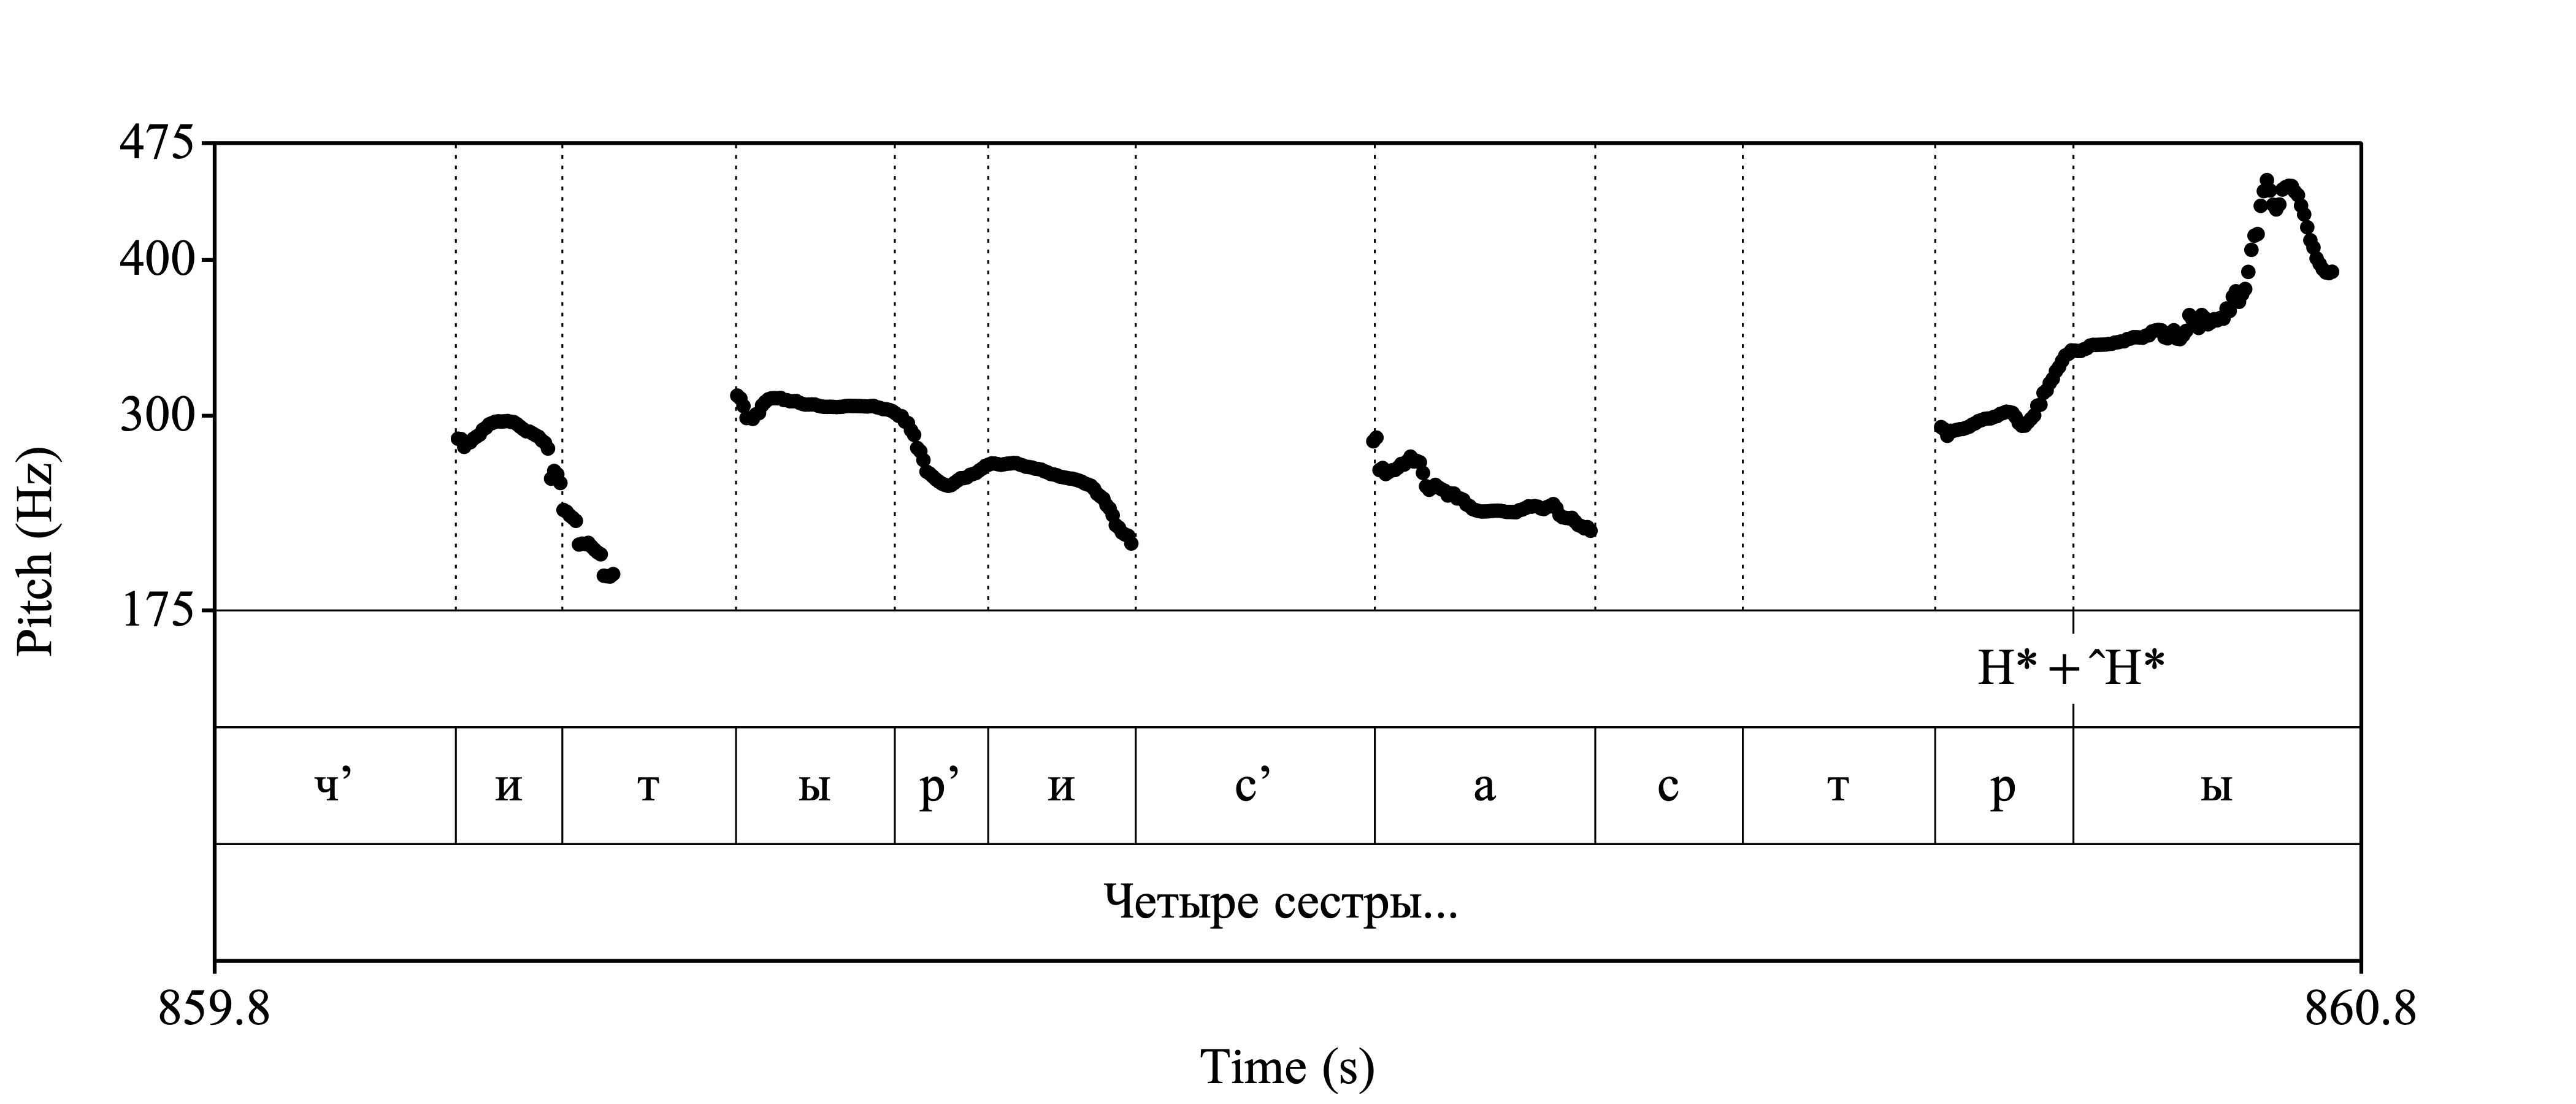 475
400
300
175
Pitch (Hz)
H* + ^H*
ч’ и т ы р’ и с’ а с т р ы
Четыре сестры...
859.8 860.8
Time (s)